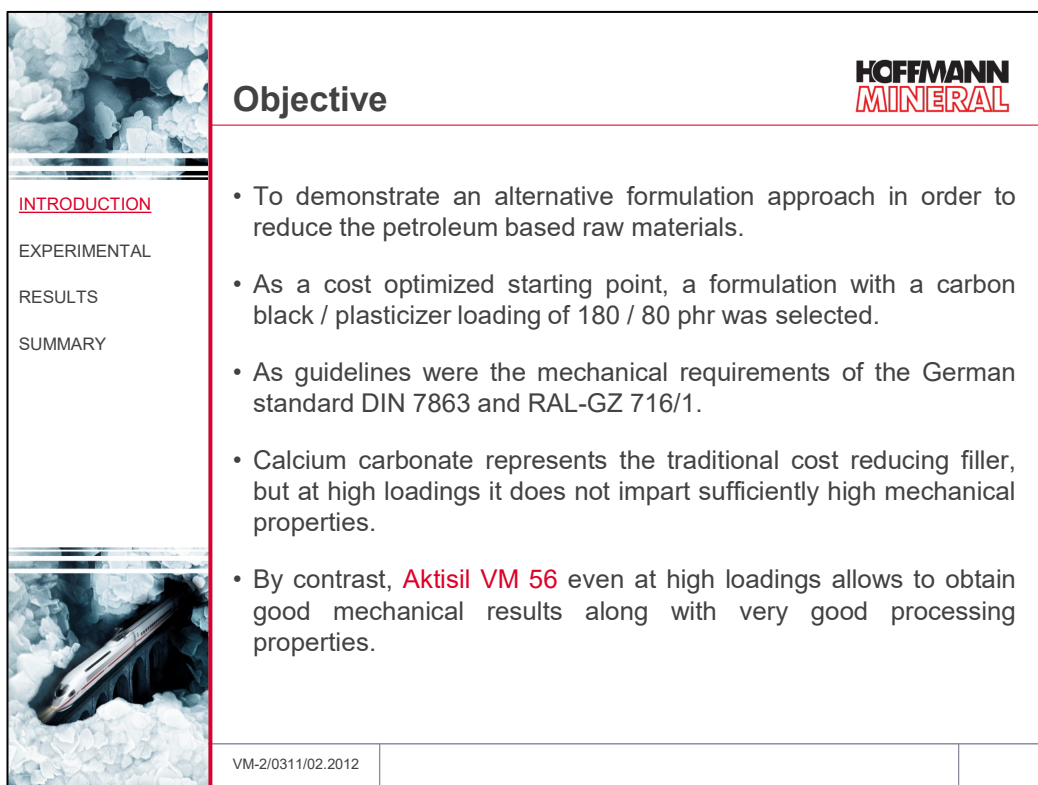 Objective
HOFFMANN
MINERAL
INTRODUCTION
EXPERIMENTAL
RESULTS
SUMMARY
• To demonstrate an alternative formulation approach in order to
reduce the petroleum based raw materials.
• As a cost optimized starting point, a formulation with a carbon
black / plasticizer loading of 180 / 80 phr was selected.
• As guidelines were the mechanical requirements of the German
standard DIN 7863 and RAL-GZ 716/1.
• Calcium carbonate represents the traditional cost reducing filler,
but at high loadings it does not impart sufficiently high mechanical
properties.
• By contrast, Aktisil VM 56 even at high loadings allows to obtain
good mechanical results along with very good processing
properties.
VM-2/0311/02.2012